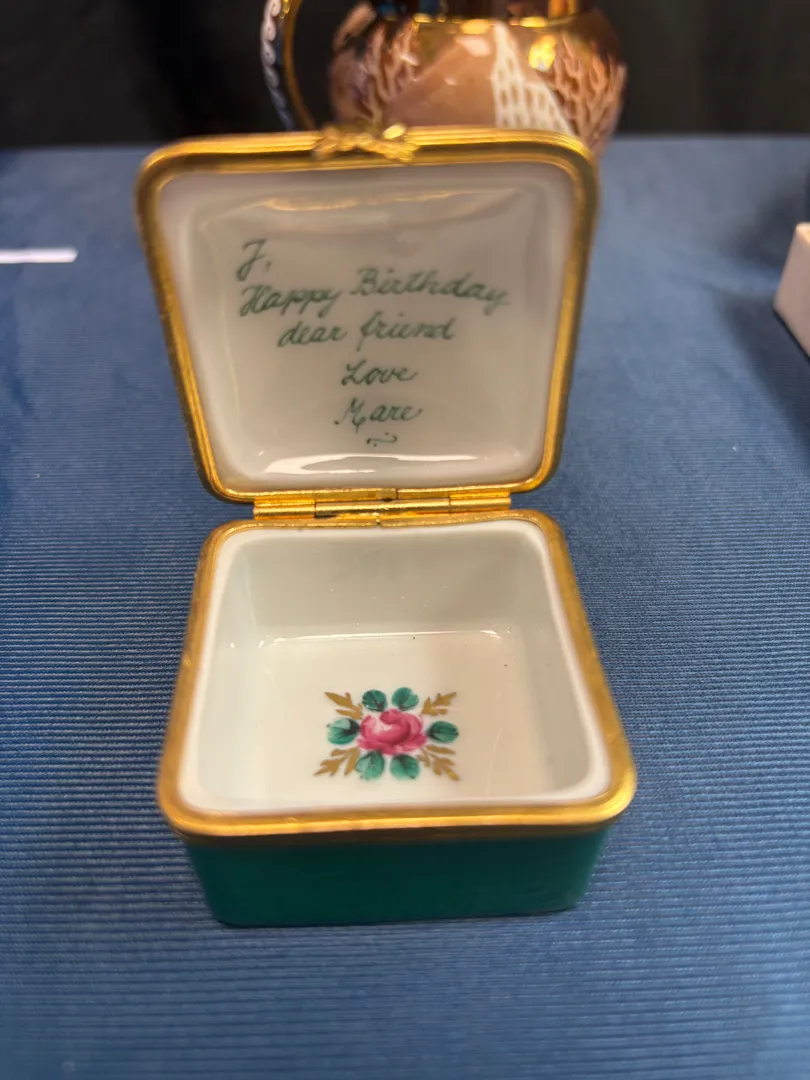 J,
Happy Birthday
dear friend
Love
Mare